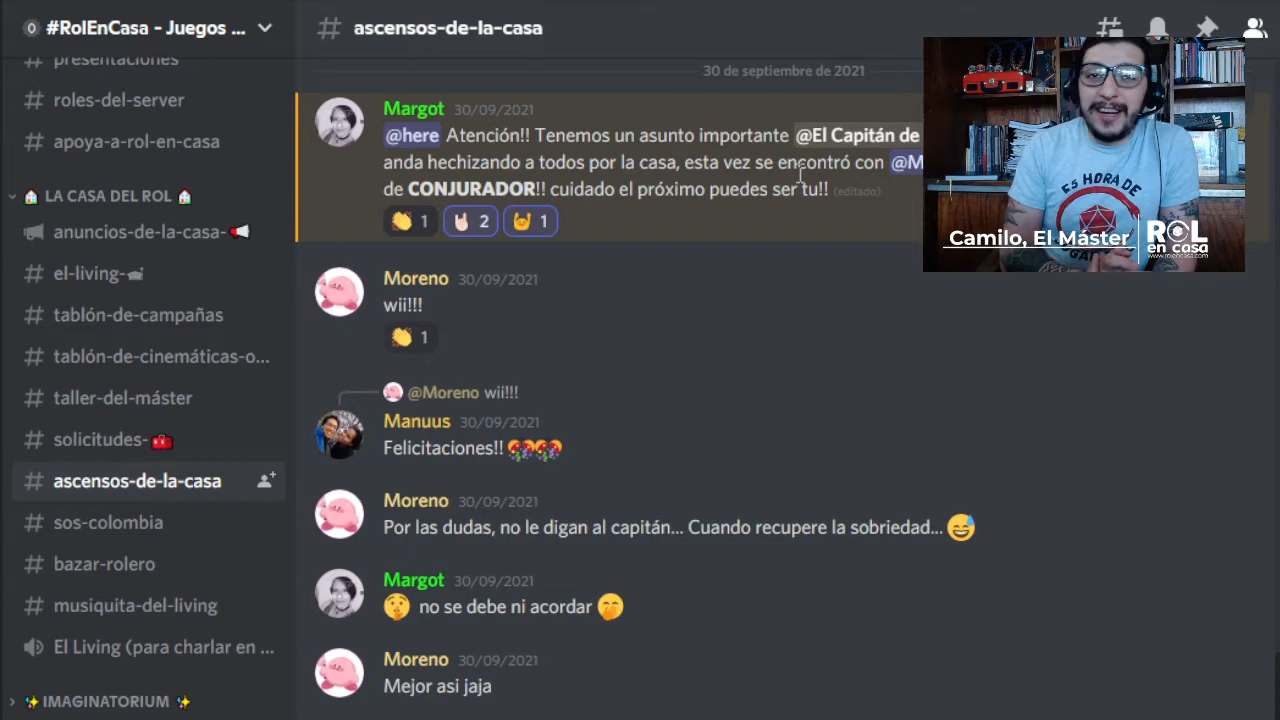 #RolEnCasa - Juegos ...
ascensos-de-la-casa
presentaciones
roles-del-server
apoya-a-rol-en-casa
LA CASA DEL ROL
anuncios-de-la-casa-
el-living-
tablón-de-campañas
tablón-de-cinemáticas-o...
taller-del-máster
solicitudes-
ascensos-de-la-casa
sos-colombia
bazar-rolero
musiquita-del-living
El Living (para charlar en ...
IMAGINATORIUM
30 de septiembre de 2021
Margot 30/09/2021
@here Atención!! Tenemos un asunto importante @El Capitán de
anda hechizando a todos por la casa, esta vez se encontró con @M
de CONJURADOR!! cuidado el próximo puedes ser tu!! (editado)
👏 1 🤘🏻 2 🤘 1
Moreno 30/09/2021
wii!!!
👏 1
@Moreno wii!!!
Manuus 30/09/2021
Felicitaciones!!
Moreno 30/09/2021
Por las dudas, no le digan al capitán... Cuando recupere la sobriedad... 😅
Margot 30/09/2021
🤫 no se debe ni acordar 🤭
Moreno 30/09/2021
Mejor asi jaja
ES HORA DE
Camilo, El Máster
ROL
en casa
www.rolencasa.com